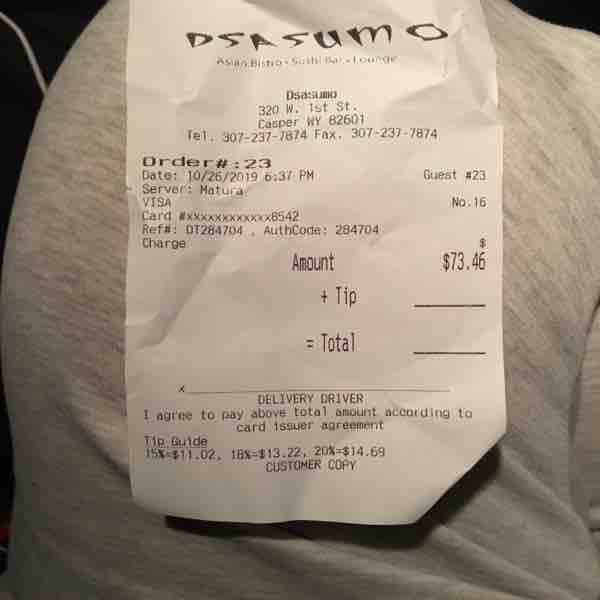 DSASUMO
Asian Bistro • Sushi Bar • Lounge
Dsasumo
320 W. 1st St.
Casper WY 82601
Tel. 307-237-7874 Fax. 307-237-7874
Order#:23
Date: 10/26/2019 6:37 PM Guest #23
Server: Matura
VISA No.16
Card #xxxxxxxxxxxx8542
Ref#: DT284704 , AuthCode: 284704
Charge $
Amount $73.46
+ Tip
= Total
x
DELIVERY DRIVER
I agree to pay above total amount according to
card issuer agreement
Tip Guide
15%=$11.02, 18%=$13.22, 20%=$14.69
CUSTOMER COPY